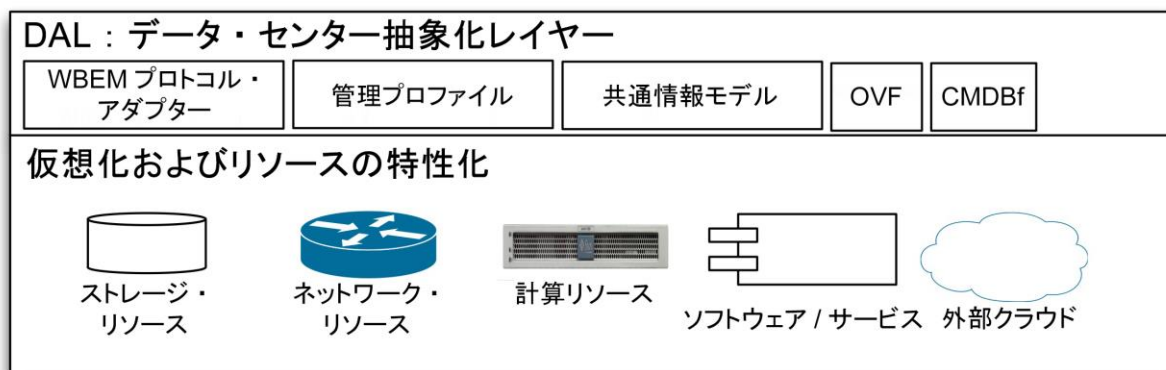 DAL：データ・センター抽象化レイヤー
WBEM プロトコル・
アダプター
管理プロファイル
共通情報モデル
OVF
CMDBf
仮想化およびリソースの特性化
ストレージ・
リソース
ネットワーク・
リソース
計算リソース
ソフトウェア / サービス
外部クラウド